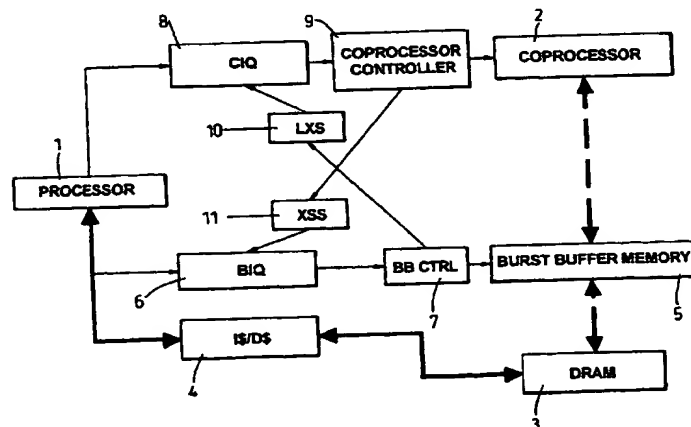 8
9
2
CIQ
COPROCESSOR
CONTROLLER
COPROCESSOR
10
LXS
1
PROCESSOR
11
XSS
BIQ
BB CTRL
BURST BUFFER MEMORY
6
7
5
I$/D$
4
DRAM
3